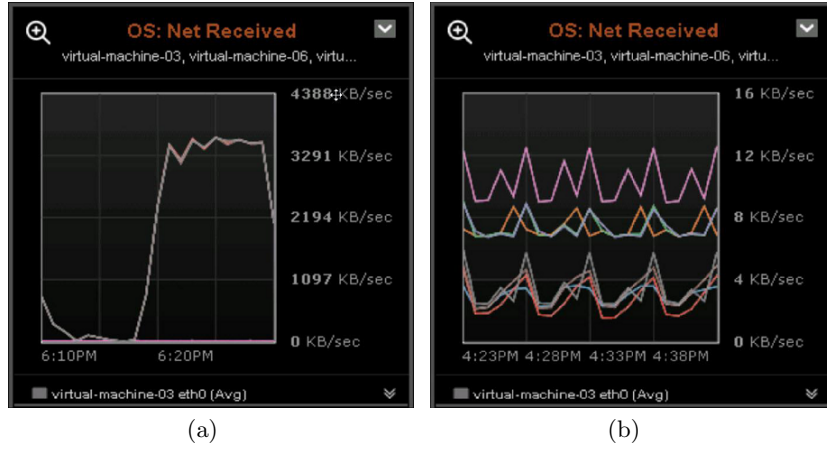 OS: Net Received
virtual-machine-03, virtual-machine-06, virtu...
4388 KB/sec
3291 KB/sec
2194 KB/sec
1097 KB/sec
0 KB/sec
6:10PM 6:20PM
virtual-machine-03 eth0 (Avg)
(a)
OS: Net Received
virtual-machine-03, virtual-machine-06, virtu...
16 KB/sec
12 KB/sec
8 KB/sec
4 KB/sec
0 KB/sec
4:23PM 4:28PM 4:33PM 4:38PM
virtual-machine-03 eth0 (Avg)
(b)